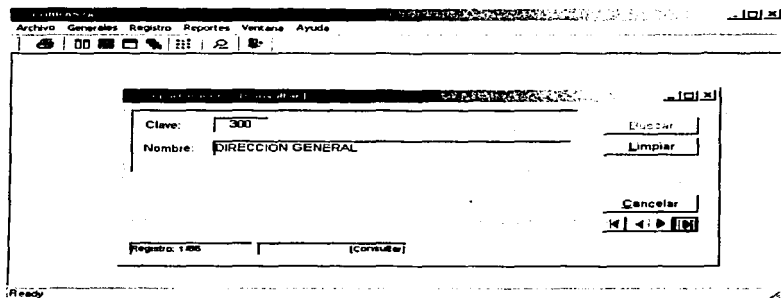 Archivo Generales Registro Reportes Ventana Ayuda
[Consultar]
Clave: 300
Buscar
Nombre: DIRECCION GENERAL
Limpiar
Cancelar
Registro: 1/86
[Consultar]
Ready